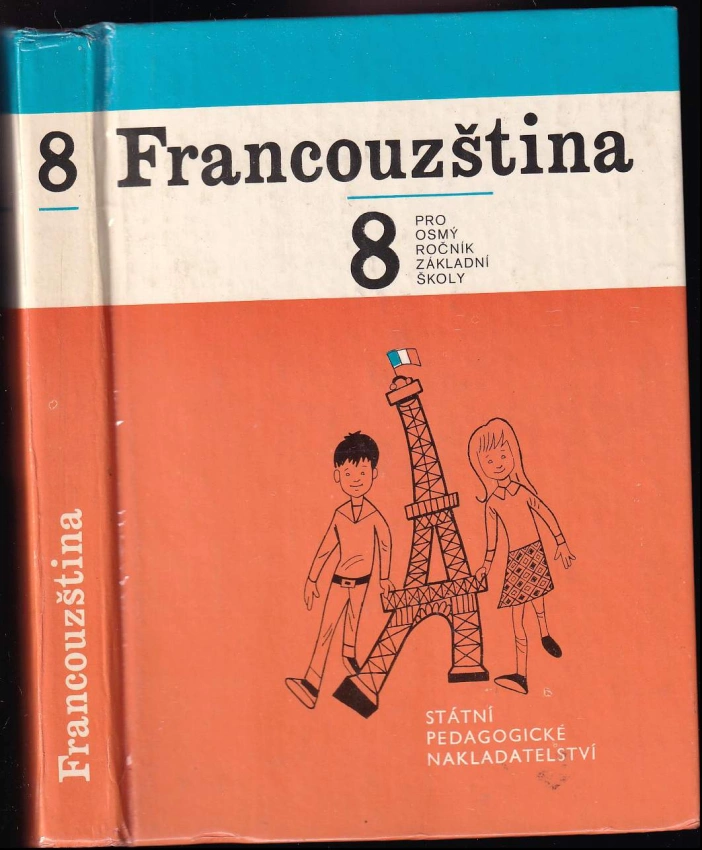 8
Francouzština
Francouzština
8
PRO
OSMÝ
ROČNÍK
ZÁKLADNÍ
ŠKOLY
STÁTNÍ
PEDAGOGICKÉ
NAKLADATELSTVÍ